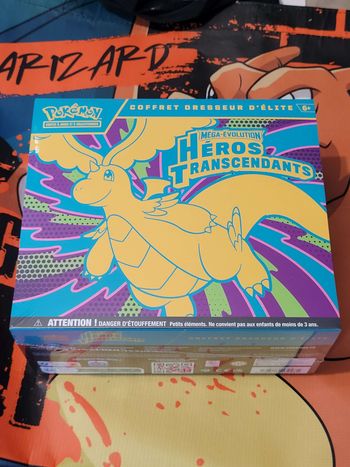 ARIZARD
POKÉMON
COFFRET DRESSEUR D'ÉLITE
6+
MÉGA-ÉVOLUTION
HÉROS
TRANSCENDANTS
ATTENTION ! DANGER D'ÉTOUFFEMENT Petits éléments. Ne convient pas aux enfants de moins de 3 ans.